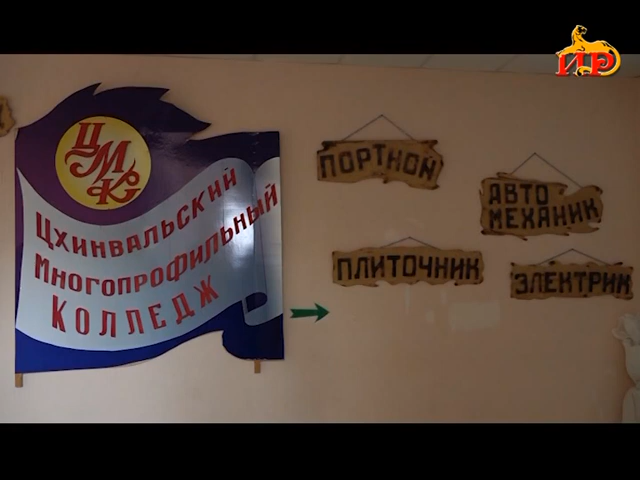 ИР
ЦМК
Цхинвальский
Многопрофильный
Колледж
ПОРТНОЙ
АВТО
МЕХАНИК
ПЛИТОЧНИК
ЭЛЕКТРИК